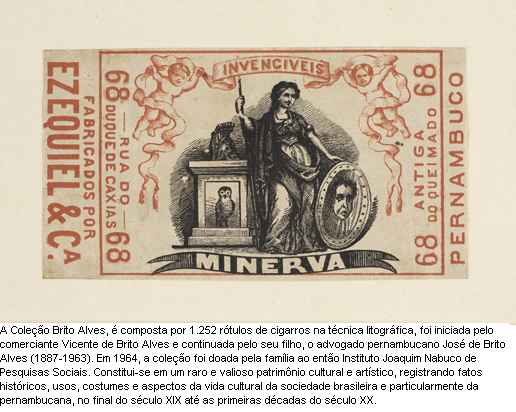 INVENCIVEIS
EZEQUIEL & Cª.
FABRICADOS POR
68 — RUA DO — 68
DUQUE DE CAXIAS
MINERVA
68 ANTIGA 68
DO QUEIMADO
PERNAMBUCO
A Coleção Brito Alves, é composta por 1.252 rótulos de cigarros na técnica litográfica, foi iniciada pelo
comerciante Vicente de Brito Alves e continuada pelo seu filho, o advogado pernambucano José de Brito
Alves (1887-1963). Em 1964, a coleção foi doada pela família ao então Instituto Joaquim Nabuco de
Pesquisas Sociais. Constitui-se em um raro e valioso patrimônio cultural e artístico, registrando fatos
históricos, usos, costumes e aspectos da vida cultural da sociedade brasileira e particularmente da
pernambucana, no final do século XIX até as primeiras décadas do século XX.